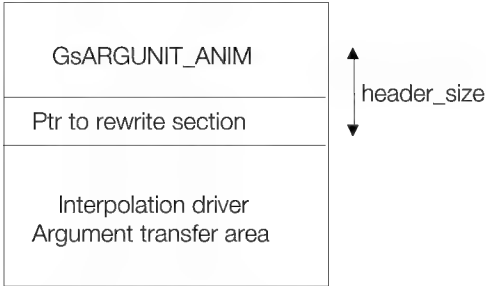 GsARGUNIT_ANIM
header_size
Ptr to rewrite section
Interpolation driver
Argument transfer area